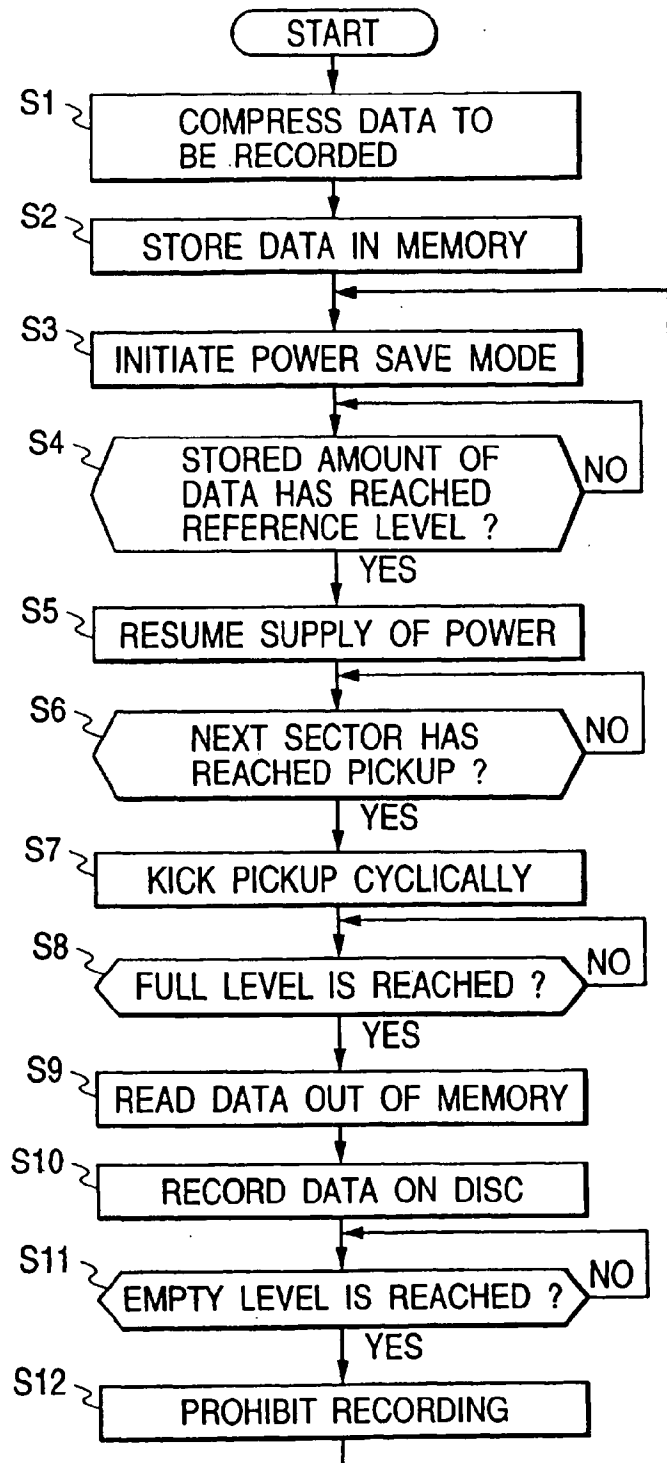 START
S1
COMPRESS DATA TO
BE RECORDED
S2
STORE DATA IN MEMORY
S3
INITIATE POWER SAVE MODE
S4
STORED AMOUNT OF
DATA HAS REACHED
REFERENCE LEVEL ?
NO
YES
S5
RESUME SUPPLY OF POWER
S6
NEXT SECTOR HAS
REACHED PICKUP ?
NO
YES
S7
KICK PICKUP CYCLICALLY
S8
FULL LEVEL IS REACHED ?
NO
YES
S9
READ DATA OUT OF MEMORY
S10
RECORD DATA ON DISC
S11
EMPTY LEVEL IS REACHED ?
NO
YES
S12
PROHIBIT RECORDING